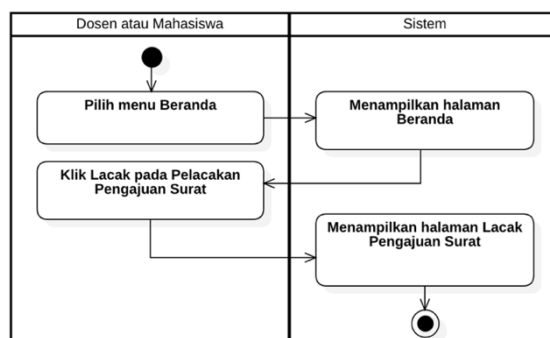 Dosen atau Mahasiswa
Sistem
Pilih menu Beranda
Menampilkan halaman
Beranda
Klik Lacak pada Pelacakan
Pengajuan Surat
Menampilkan halaman Lacak
Pengajuan Surat